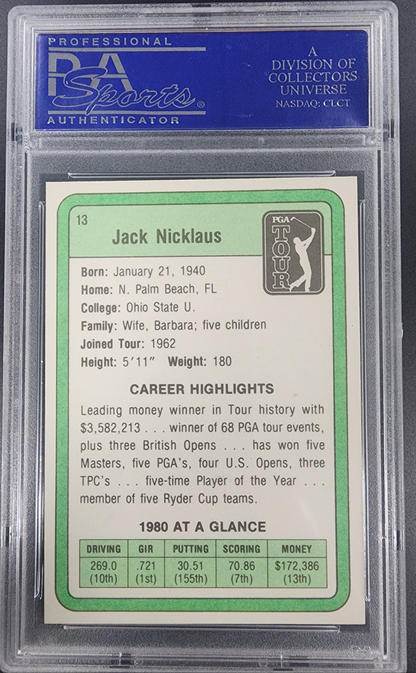 PROFESSIONAL
PSA
Sports®
AUTHENTICATOR
A
DIVISION OF
COLLECTORS
UNIVERSE
NASDAQ: CLCT
13
Jack Nicklaus
PGA
TOUR
Born: January 21, 1940
Home: N. Palm Beach, FL
College: Ohio State U.
Family: Wife, Barbara; five children
Joined Tour: 1962
Height: 5'11" Weight: 180
CAREER HIGHLIGHTS
Leading money winner in Tour history with
$3,582,213 . . . winner of 68 PGA tour events,
plus three British Opens . . . has won five
Masters, five PGA's, four U.S. Opens, three
TPC's . . . five-time Player of the Year . . .
member of five Ryder Cup teams.
1980 AT A GLANCE
DRIVING GIR PUTTING SCORING MONEY
269.0 .721 30.51 70.86 $172,386
(10th) (1st) (155th) (7th) (13th)